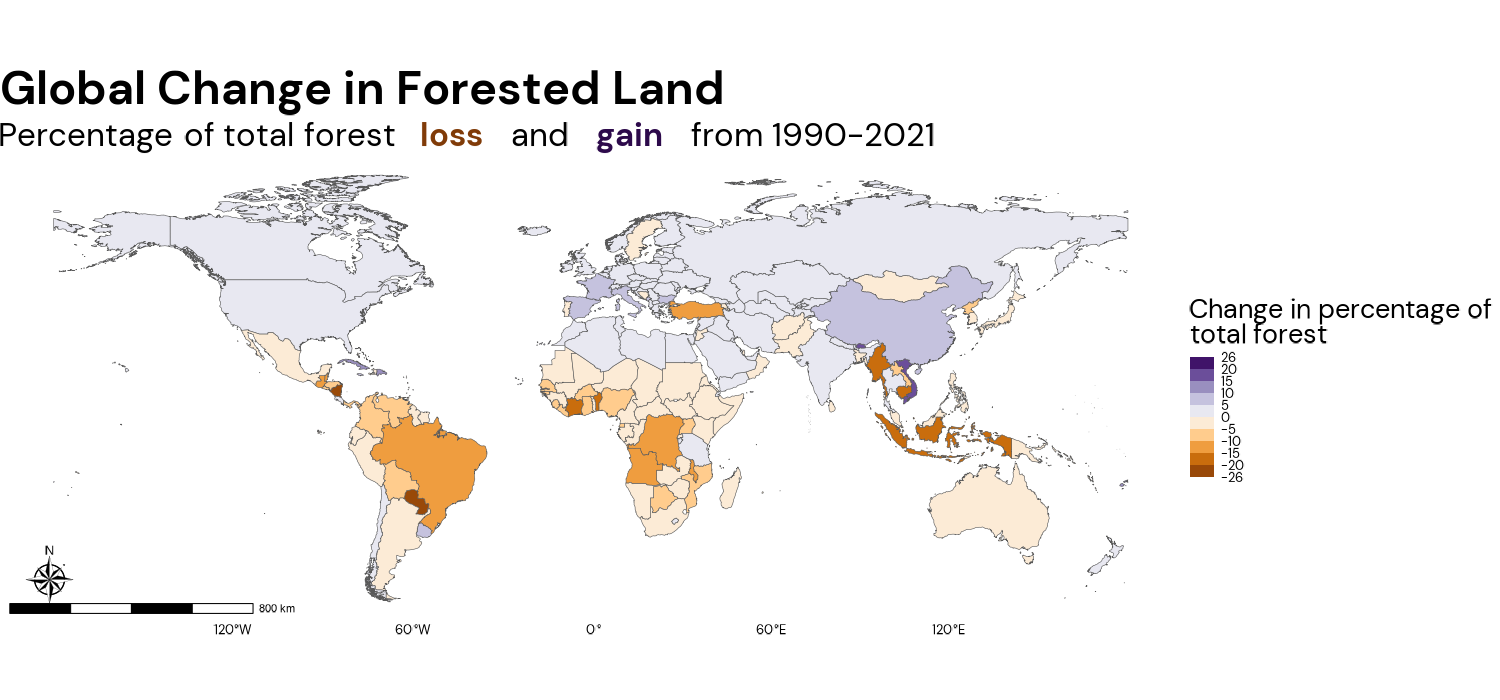 Global Change in Forested Land
Percentage of total forest loss and gain from 1990-2021
Change in percentage of
total forest
26
20
15
10
5
0
-5
-10
-15
-20
-26
N
800 km
120°W
60°W
0°
60°E
120°E